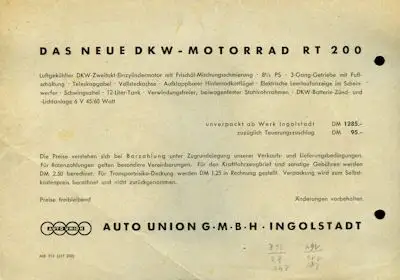 DAS NEUE DKW-MOTORRAD RT 200
Luftgekühlter DKW-Zweitakt-Einzylindermotor mit Frischöl-Mischungsschmierung · 8½ PS · 3-Gang-Getriebe mit Fuß-
schaltung · Teleskopgabel · Vollsteckachse · Aufklappbarer Hinterradkotflügel · Elektrische Leerlaufanzeige im Schein-
werfer · Schwingsattel · 12-Liter-Tank · Verwindungsfreier, beileegenfester Stahlrohrrahmen · DKW-Batterie-Zünd- und
-Lichtanlage 6 V 45/60 Watt
unverpackt ab Werk Ingolstadt DM 1285.-
zuzüglich Teuerungszuschlag DM 95.-
Die Preise verstehen sich bei Barzahlung unter Zugrundelegung unserer Verkaufs- und Lieferungsbedingungen.
Für Ratenzahlungen gelten besondere Vereinbarungen. Für den Kraftfahrzeugbrief und sonstige Gebühren werden
DM 2.50 berechnet. Für Transportrisiko-Deckung werden DM 1.25 in Rechnung gestellt. Verpackung wird zum Selbst-
kostenpreis berechnet und nicht zurückgenommen.
Preise freibleibend Änderungen vorbehalten
AUTO UNION
AUTO UNION G·M·B·H · INGOLSTADT